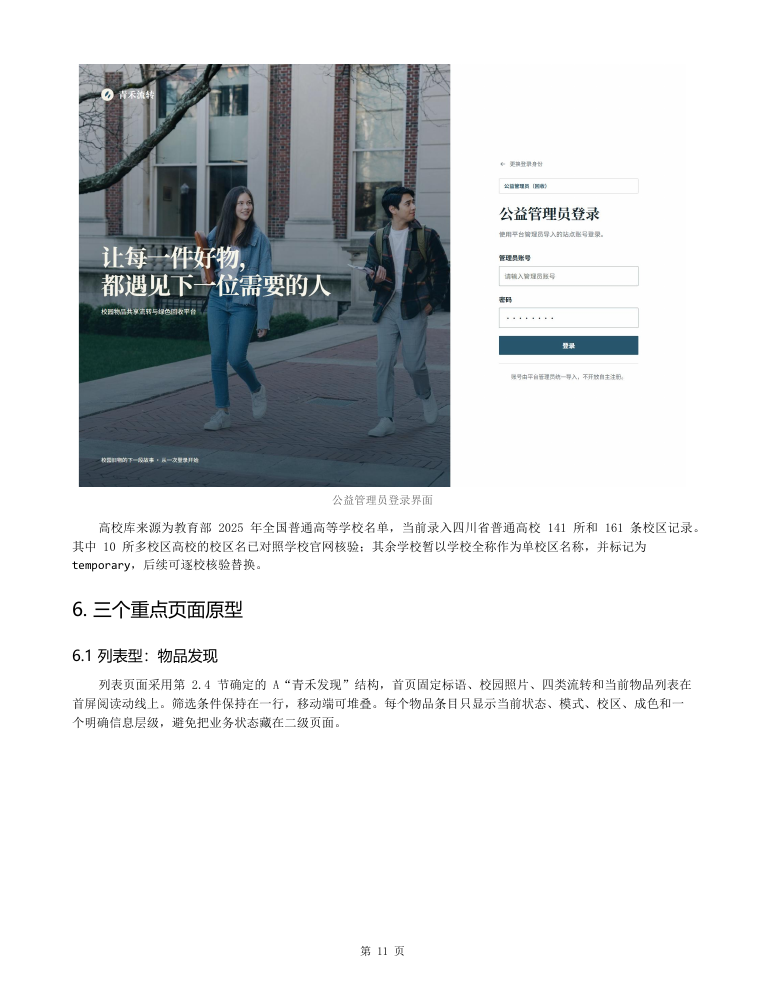 青禾流转
让每一件好物，
都遇见下一位需要的人
校园物品共享流转与绿色回收平台
校园旧物的下一段故事 · 从一次登录开始
← 更换登录身份
公益管理员（回收）
公益管理员登录
使用平台管理员导入的站点账号登录。
管理员账号
请输入管理员账号
密码
••••••••
登录
账号由平台管理员统一导入，不开放自主注册。
公益管理员登录界面
高校库来源为教育部 2025 年全国普通高等学校名单，当前录入四川省普通高校 141 所和 161 条校区记录。
其中 10 所多校区高校的校区名已对照学校官网核验；其余学校暂以学校全称作为单校区名称，并标记为
temporary，后续可逐校核验替换。
6. 三个重点页面原型
6.1 列表型：物品发现
列表页面采用第 2.4 节确定的 A“青禾发现”结构，首页固定标语、校园照片、四类流转和当前物品列表在
首屏阅读动线上。筛选条件保持在一行，移动端可堆叠。每个物品条目只显示当前状态、模式、校区、成色和一
个明确信息层级，避免把业务状态藏在二级页面。
第 11 页